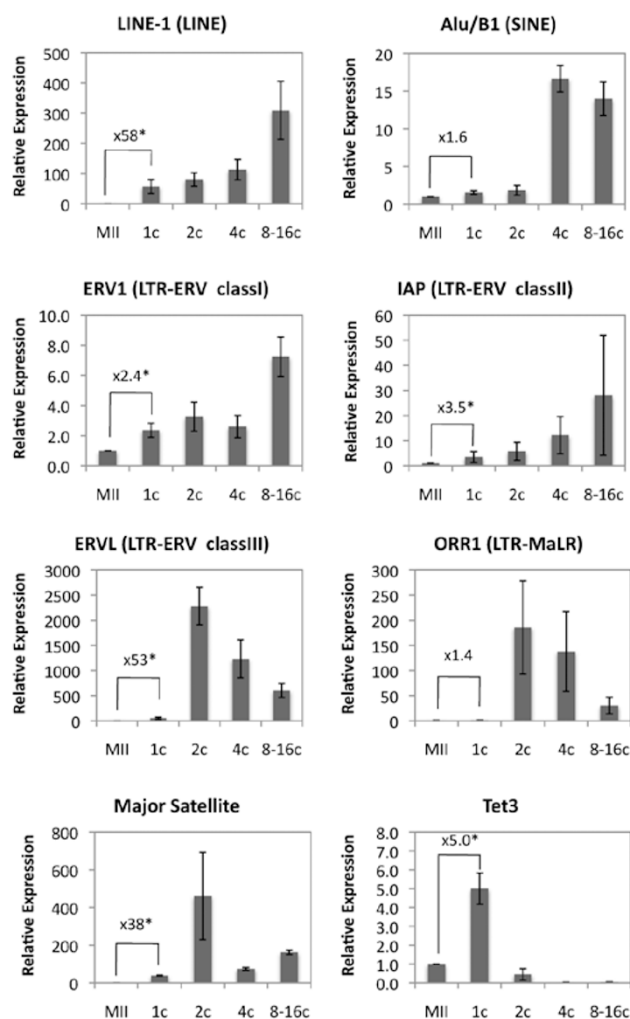 LINE-1 (LINE)
Relative Expression
500
400
300
200
100
0
x58*
MII 1c 2c 4c 8-16c
Alu/B1 (SINE)
Relative Expression
20
15
10
5
0
x1.6
MII 1c 2c 4c 8-16c
ERV1 (LTR-ERV classI)
Relative Expression
10.0
8.0
6.0
4.0
2.0
0.0
x2.4*
MII 1c 2c 4c 8-16c
IAP (LTR-ERV classII)
Relative Expression
60
50
40
30
20
10
0
x3.5*
MII 1c 2c 4c 8-16c
ERVL (LTR-ERV classIII)
Relative Expression
3000
2500
2000
1500
1000
500
0
x53*
MII 1c 2c 4c 8-16c
ORR1 (LTR-MaLR)
Relative Expression
300
250
200
150
100
50
0
x1.4
MII 1c 2c 4c 8-16c
Major Satellite
Relative Expression
800
600
400
200
0
x38*
MII 1c 2c 4c 8-16c
Tet3
Relative Expression
8.0
7.0
6.0
5.0
4.0
3.0
2.0
1.0
0.0
x5.0*
MII 1c 2c 4c 8-16c